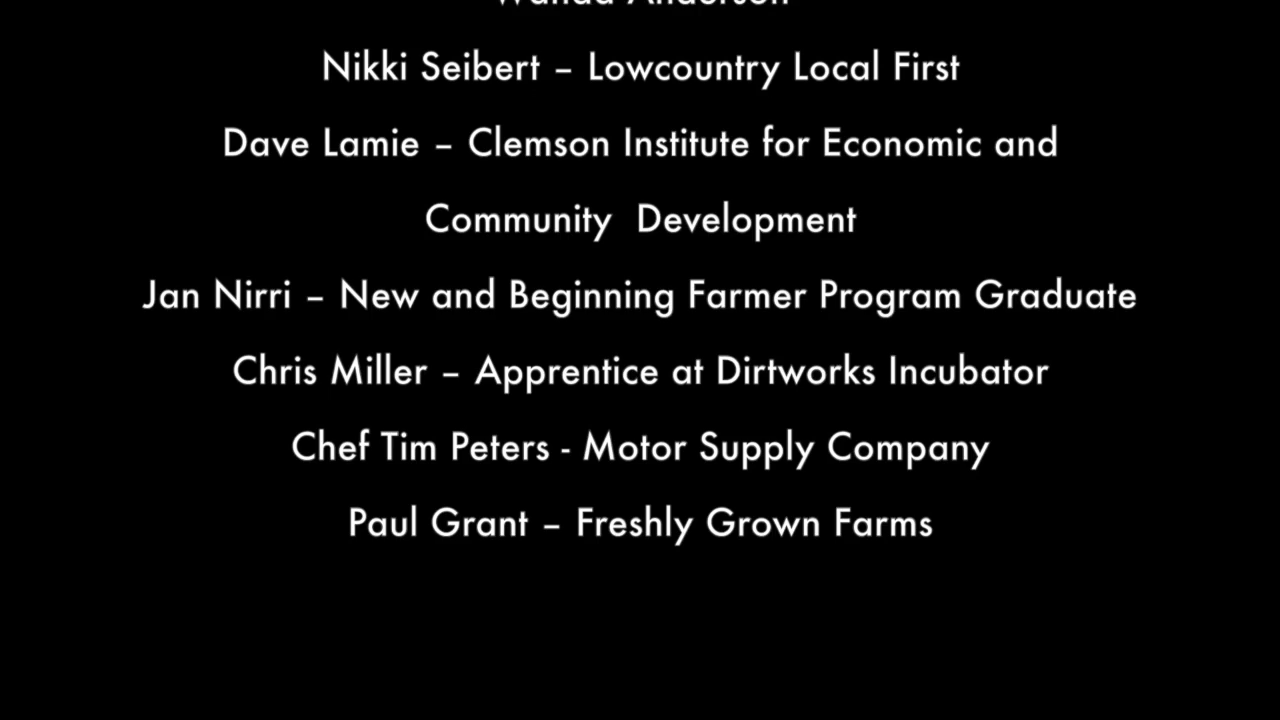 Wanda Anderson
Nikki Seibert – Lowcountry Local First
Dave Lamie – Clemson Institute for Economic and
Community  Development
Jan Nirri – New and Beginning Farmer Program Graduate
Chris Miller – Apprentice at Dirtworks Incubator
Chef Tim Peters - Motor Supply Company
Paul Grant – Freshly Grown Farms